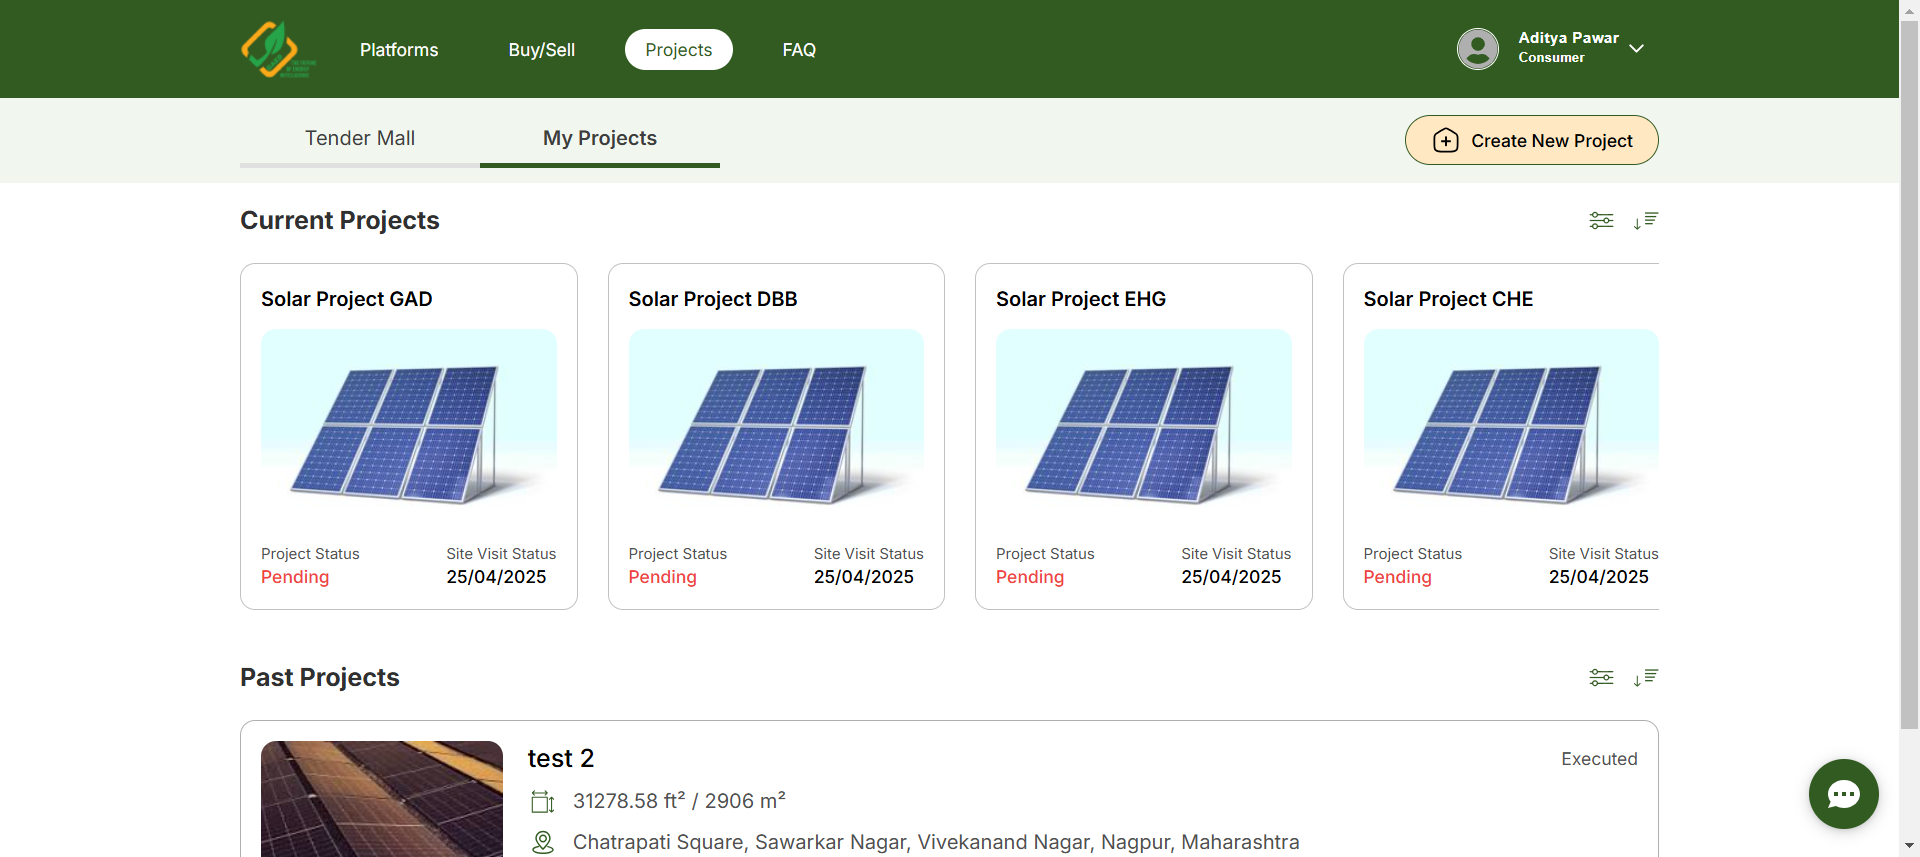 Platforms
Buy/Sell
Projects
FAQ
Aditya Pawar
Consumer
Tender Mall
My Projects
Create New Project
Current Projects
Solar Project GAD
Solar Project DBB
Solar Project EHG
Solar Project CHE
Project Status
Site Visit Status
Project Status
Site Visit Status
Project Status
Site Visit Status
Project Status
Site Visit Status
Pending
25/04/2025
Pending
25/04/2025
Pending
25/04/2025
Pending
25/04/2025
Past Projects
test 2
Executed
31278.58 ft² / 2906 m²
Chatrapati Square, Sawarkar Nagar, Vivekanand Nagar, Nagpur, Maharashtra